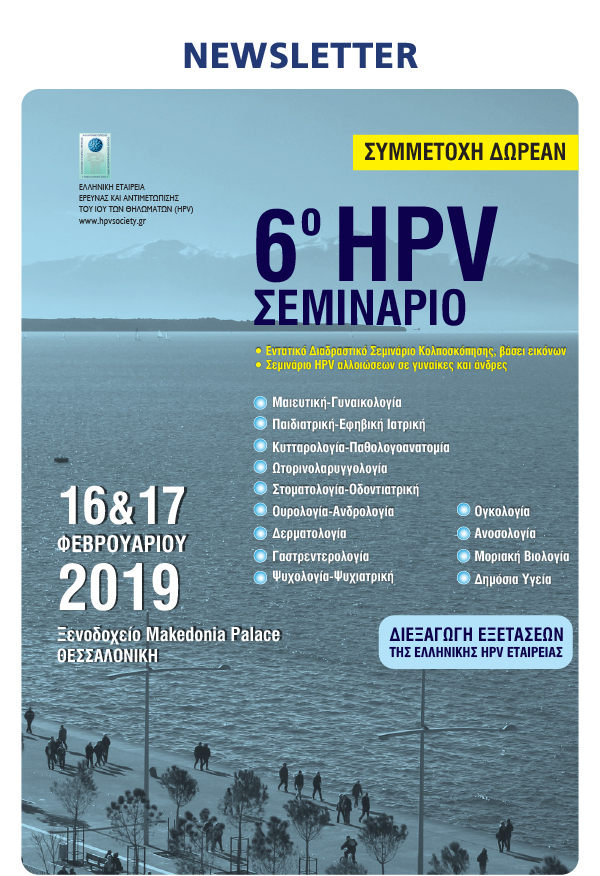 NEWSLETTER
ΕΛΛΗΝΙΚΗ ΕΤΑΙΡΕΙΑ
ΕΡΕΥΝΑΣ ΚΑΙ ΑΝΤΙΜΕΤΩΠΙΣΗΣ
ΤΟΥ ΙΟΥ ΤΩΝ ΘΗΛΩΜΑΤΩΝ (HPV)
www.hpvsociety.gr
ΣΥΜΜΕΤΟΧΗ ΔΩΡΕΑΝ
6ο HPV
ΣΕΜΙΝΑΡΙΟ
• Εντατικό Διαδραστικό Σεμινάριο Κολποσκόπησης, βάσει εικόνων
• Σεμινάριο HPV αλλοιώσεων σε γυναίκες και άνδρες
Μαιευτική-Γυναικολογία
Παιδιατρική-Εφηβική Ιατρική
Κυτταρολογία-Παθολογοανατομία
Ωτορινολαρυγγολογία
Στοματολογία-Οδοντιατρική
Ουρολογία-Ανδρολογία
Δερματολογία
Γαστρεντερολογία
Ψυχολογία-Ψυχιατρική
Ογκολογία
Ανοσολογία
Μοριακή Βιολογία
Δημόσια Υγεία
16&17
ΦΕΒΡΟΥΑΡΙΟΥ
2019
Ξενοδοχείο Makedonia Palace
ΘΕΣΣΑΛΟΝΙΚΗ
ΔΙΕΞΑΓΩΓΗ ΕΞΕΤΑΣΕΩΝ
ΤΗΣ ΕΛΛΗΝΙΚΗΣ HPV ΕΤΑΙΡΕΙΑΣ